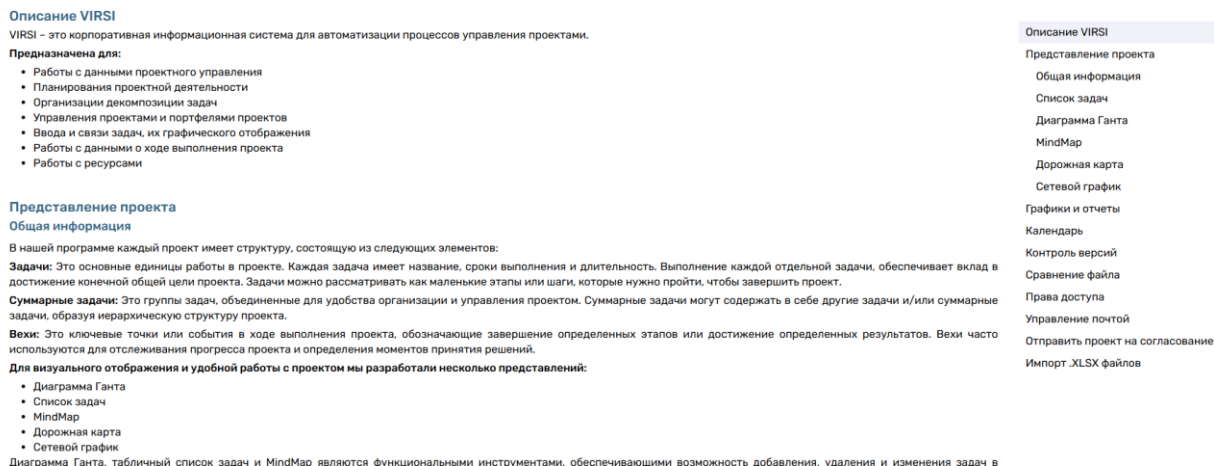 Описание VIRSI
VIRSI – это корпоративная информационная система для автоматизации процессов управления проектами.
Предназначена для:
• Работы с данными проектного управления
• Планирования проектной деятельности
• Организации декомпозиции задач
• Управления проектами и портфелями проектов
• Ввода и связи задач, их графического отображения
• Работы с данными о ходе выполнения проекта
• Работы с ресурсами
Представление проекта
Общая информация
В нашей программе каждый проект имеет структуру, состоящую из следующих элементов:
Задачи: Это основные единицы работы в проекте. Каждая задача имеет название, сроки выполнения и длительность. Выполнение каждой отдельной задачи, обеспечивает вклад в
достижение конечной общей цели проекта. Задачи можно рассматривать как маленькие этапы или шаги, которые нужно пройти, чтобы завершить проект.
Суммарные задачи: Это группы задач, объединенные для удобства организации и управления проектом. Суммарные задачи могут содержать в себе другие задачи и/или суммарные
задачи, образуя иерархическую структуру проекта.
Вехи: Это ключевые точки или события в ходе выполнения проекта, обозначающие завершение определенных этапов или достижение определенных результатов. Вехи часто
используются для отслеживания прогресса проекта и определения моментов принятия решений.
Для визуального отображения и удобной работы с проектом мы разработали несколько представлений:
• Диаграмма Ганта
• Список задач
• MindMap
• Дорожная карта
• Сетевой график
Диаграмма Ганта, табличный список задач и MindMap являются функциональными инструментами, обеспечивающими возможность добавления, удаления и изменения задач в
Описание VIRSI
Представление проекта
Общая информация
Список задач
Диаграмма Ганта
MindMap
Дорожная карта
Сетевой график
Графики и отчеты
Календарь
Контроль версий
Сравнение файла
Права доступа
Управление почтой
Отправить проект на согласование
Импорт .XLSX файлов